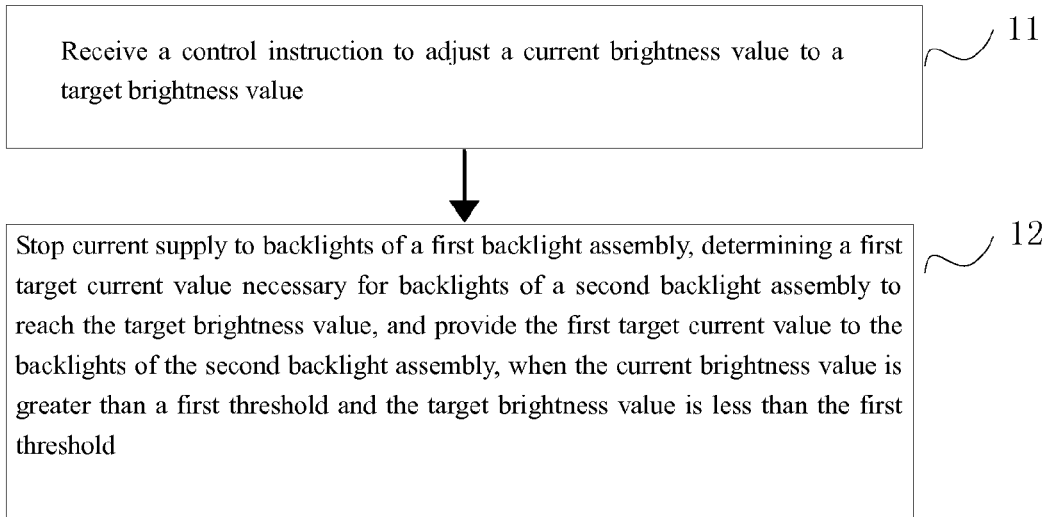 Receive a control instruction to adjust a current brightness value to a
target brightness value
11
Stop current supply to backlights of a first backlight assembly, determining a first
target current value necessary for backlights of a second backlight assembly to
reach the target brightness value, and provide the first target current value to the
backlights of the second backlight assembly, when the current brightness value is
greater than a first threshold and the target brightness value is less than the first
threshold
12